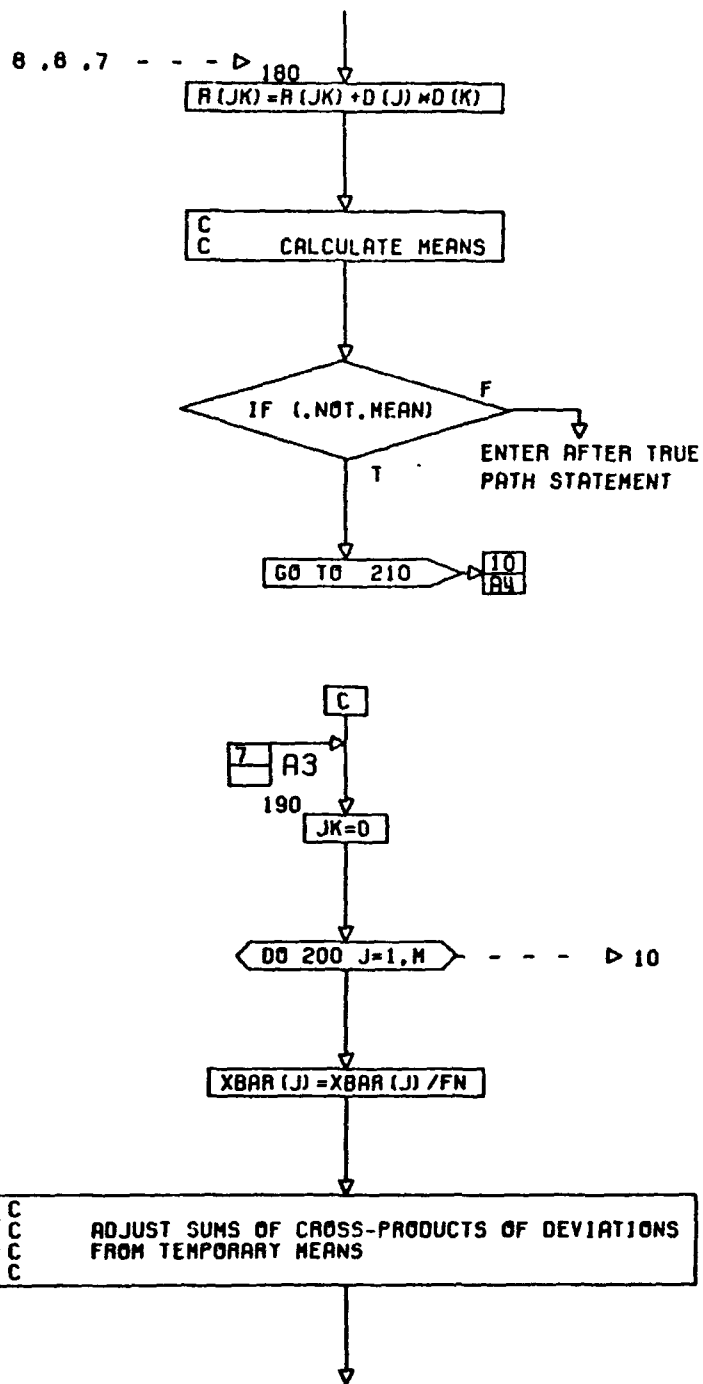 8 ,8 ,7 - - - ▷ 180
R(JK)=R(JK)+D(J)*D(K)
C
C CALCULATE MEANS
IF (.NOT.MEAN)
F
ENTER AFTER TRUE
PATH STATEMENT
T
GO TO 210
10
A4
C
7
A3
190
JK=0
DO 200 J=1,M - - - - ▷ 10
XBAR(J)=XBAR(J)/FN
C
C ADJUST SUMS OF CROSS-PRODUCTS OF DEVIATIONS
C FROM TEMPORARY MEANS
C